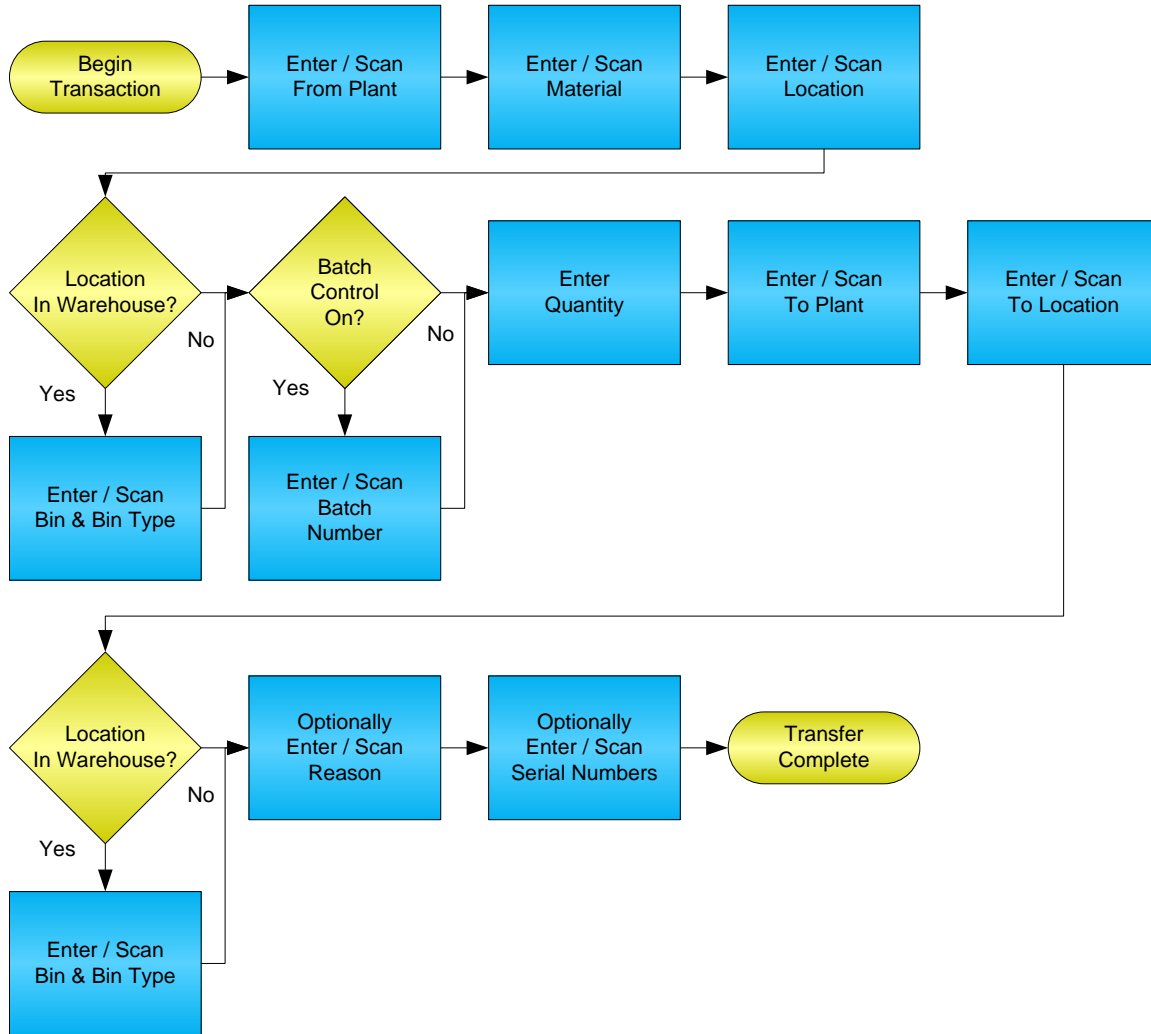 Begin
Transaction
Enter / Scan
From Plant
Enter / Scan
Material
Enter / Scan
Location
Location
In Warehouse?
No
Yes
Enter / Scan
Bin & Bin Type
Batch
Control
On?
No
Yes
Enter / Scan
Batch
Number
Enter
Quantity
Enter / Scan
To Plant
Enter / Scan
To Location
Location
In Warehouse?
No
Yes
Enter / Scan
Bin & Bin Type
Optionally
Enter / Scan
Reason
Optionally
Enter / Scan
Serial Numbers
Transfer
Complete